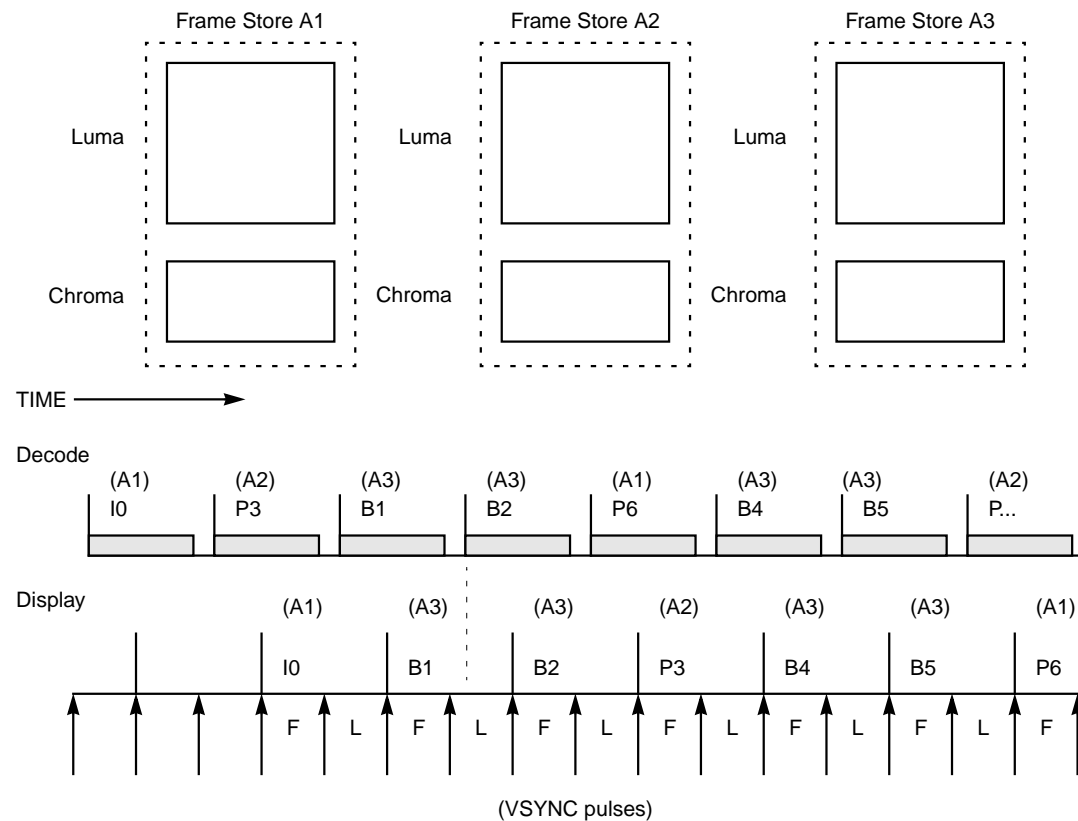 Frame Store A1 Frame Store A2 Frame Store A3
Luma Luma Luma
Chroma Chroma Chroma
TIME
Decode
(A1) (A2) (A3) (A3) (A1) (A3) (A3) (A2)
I0 P3 B1 B2 P6 B4 B5 P...
Display
(A1) (A3) (A3) (A2) (A3) (A3) (A1)
I0 B1 B2 P3 B4 B5 P6
F L F L F L F L F L F L F
(VSYNC pulses)